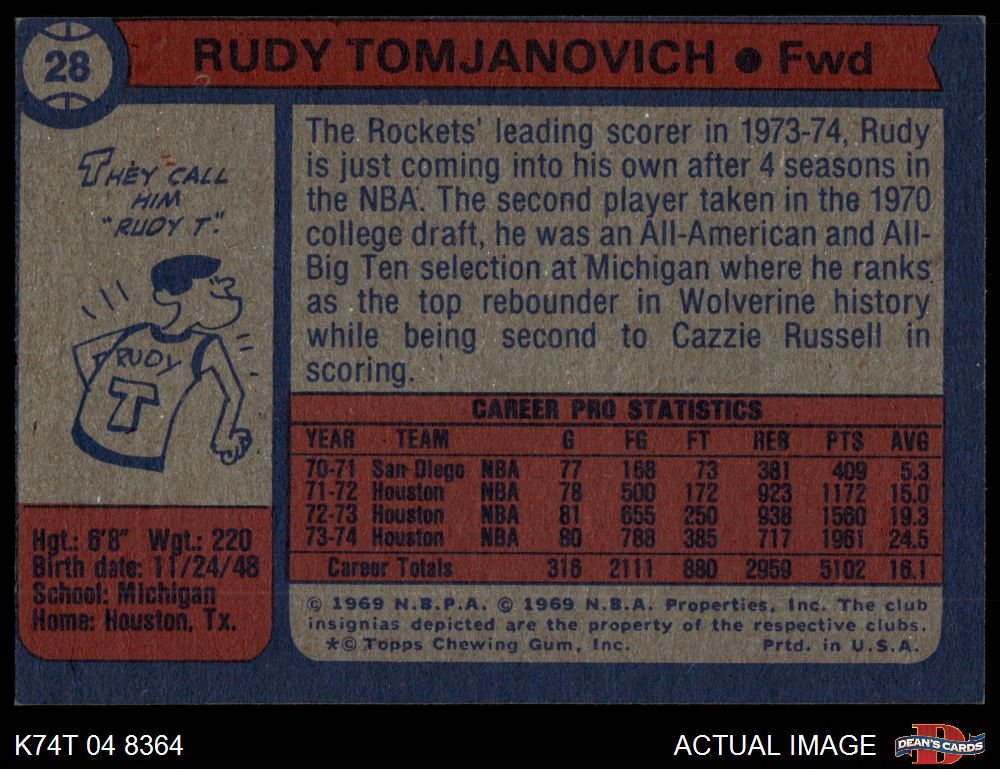 28
RUDY TOMJANOVICH ● Fwd
THEY CALL
HIM
"RUDY T."
RUDY
T
The Rockets' leading scorer in 1973-74, Rudy
is just coming into his own after 4 seasons in
the NBA. The second player taken in the 1970
college draft, he was an All-American and All-
Big Ten selection at Michigan where he ranks
as the top rebounder in Wolverine history
while being second to Cazzie Russell in
scoring.
CAREER PRO STATISTICS
YEAR TEAM G FG FT REB PTS AVG
70-71 San Diego NBA 77 168 73 381 409 5.3
71-72 Houston NBA 78 500 172 923 1172 15.0
72-73 Houston NBA 81 655 250 938 1560 19.3
73-74 Houston NBA 80 788 385 717 1961 24.5
Career Totals 316 2111 880 2959 5102 16.1
Hgt.: 6'8" Wgt.: 220
Birth date: 11/24/48
School: Michigan
Home: Houston, Tx.
© 1969 N.B.P.A. © 1969 N.B.A. Properties, Inc. The club
insignias depicted are the property of the respective clubs.
*© Topps Chewing Gum, Inc. Prtd. in U.S.A.
K74T 04 8364
ACTUAL IMAGE
DEAN'S CARDS
D